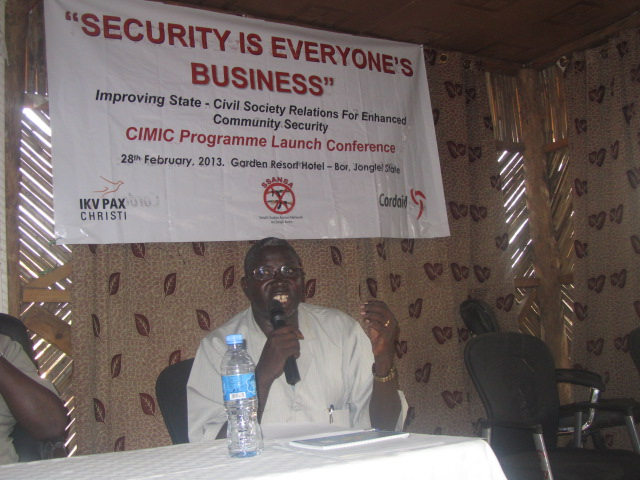 "SECURITY IS EVERYONE'S
BUSINESS"
Improving State - Civil Society Relations For Enhanced
Community Security
CIMIC Programme Launch Conference
28th February, 2013. Garden Resort Hotel – Bor, Jonglei State
IKV PAX
CHRISTI
SSANSA
Cordaid